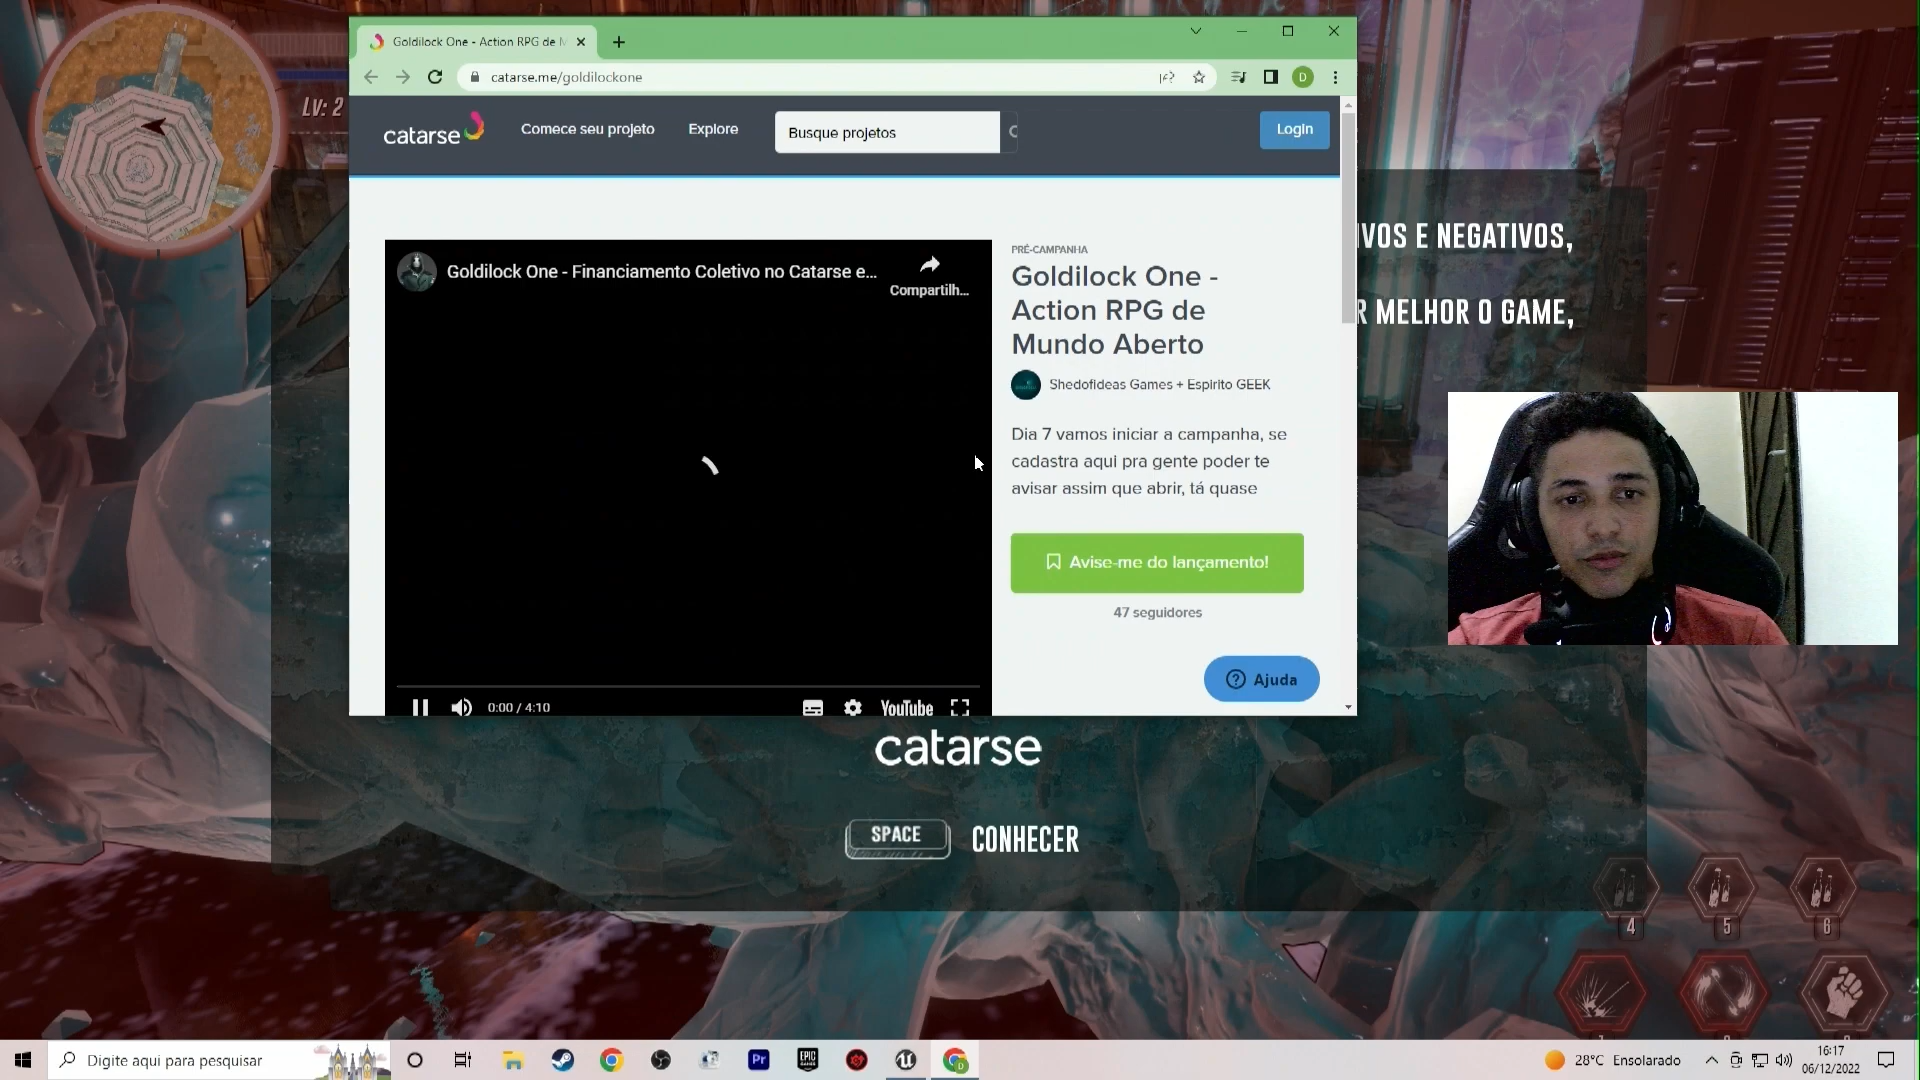 Goldilock One - Action RPG de M
catarse.me/goldilockone
Lv: 2
catarse
Comece seu projeto
Explore
Busque projetos
Login
Goldilock One - Financiamento Coletivo no Catarse e...
Compartilh...
PRÉ-CAMPANHA
Goldilock One -
Action RPG de
Mundo Aberto
Shedofideas Games + Espirito GEEK
Dia 7 vamos iniciar a campanha, se
cadastra aqui pra gente poder te
avisar assim que abrir, tá quase
Avise-me do lançamento!
47 seguidores
Ajuda
0:00 / 4:10
YouTube
D
IVOS E NEGATIVOS,
R MELHOR O GAME,
catarse
SPACE
CONHECER
4
5
6
Digite aqui para pesquisar
Pr
EPIC
GAMES
D
28°C Ensolarado
16:17
06/12/2022